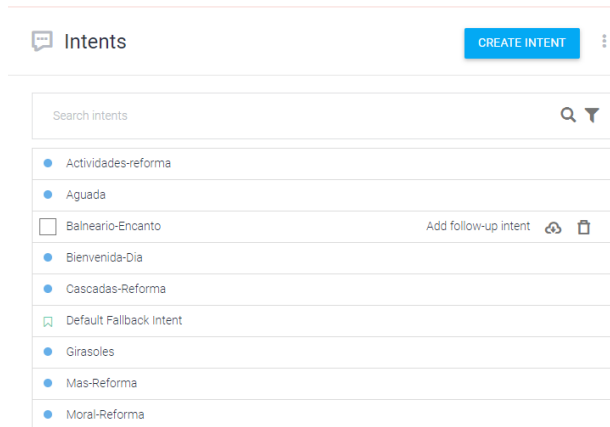 Intents
CREATE INTENT
Search intents
Actividades-reforma
Aguada
Balneario-Encanto Add follow-up intent
Bienvenida-Dia
Cascadas-Reforma
Default Fallback Intent
Girasoles
Mas-Reforma
Moral-Reforma